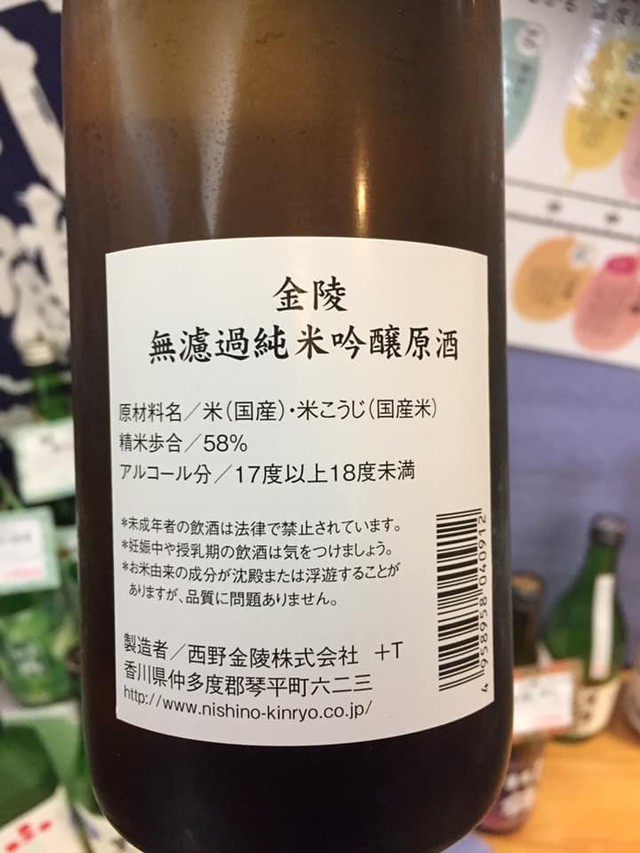 金陵
無濾過純米吟醸原酒
原材料名／米（国産）・米こうじ（国産米）
精米歩合／58%
アルコール分／17度以上18度未満
*未成年者の飲酒は法律で禁止されています。
*妊娠中や授乳期の飲酒は気をつけましょう。
*お米由来の成分が沈殿または浮遊することが
ありますが、品質に問題ありません。
製造者／西野金陵株式会社 +T
香川県仲多度郡琴平町六二三
http://www.nishino-kinryo.co.jp/
4 958958 040912